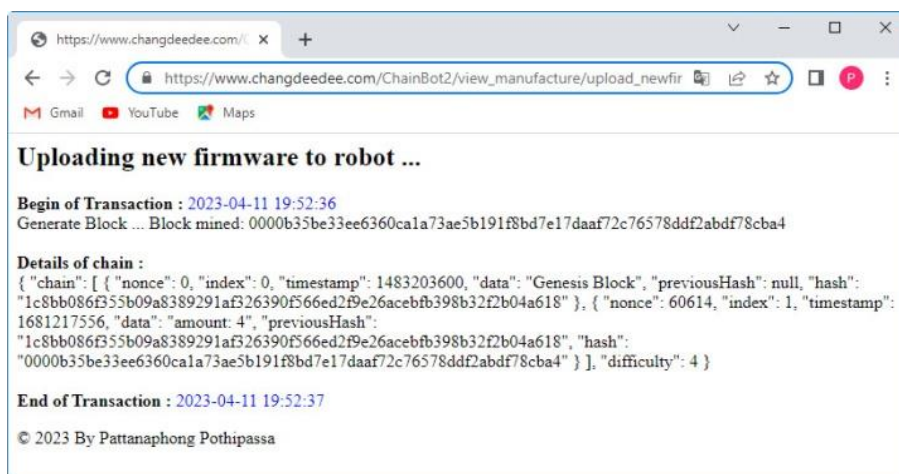 https://www.changdeedee.com/C
https://www.changdeedee.com/ChainBot2/view_manufacture/upload_newfir
P
Gmail YouTube Maps
Uploading new firmware to robot ...
Begin of Transaction : 2023-04-11 19:52:36
Generate Block ... Block mined: 0000b35be33ee6360ca1a73ae5b191f8bd7e17daaf72c76578ddf2abdf78cba4
Details of chain :
{ "chain": [ { "nonce": 0, "index": 0, "timestamp": 1483203600, "data": "Genesis Block", "previousHash": null, "hash":
"1c8bb086f355b09a8389291af326390f566ed2f9e26acebfb398b32f2b04a618" }, { "nonce": 60614, "index": 1, "timestamp":
1681217556, "data": "amount: 4", "previousHash":
"1c8bb086f355b09a8389291af326390f566ed2f9e26acebfb398b32f2b04a618", "hash":
"0000b35be33ee6360ca1a73ae5b191f8bd7e17daaf72c76578ddf2abdf78cba4" } ], "difficulty": 4 }
End of Transaction : 2023-04-11 19:52:37
© 2023 By Pattanaphong Pothipassa